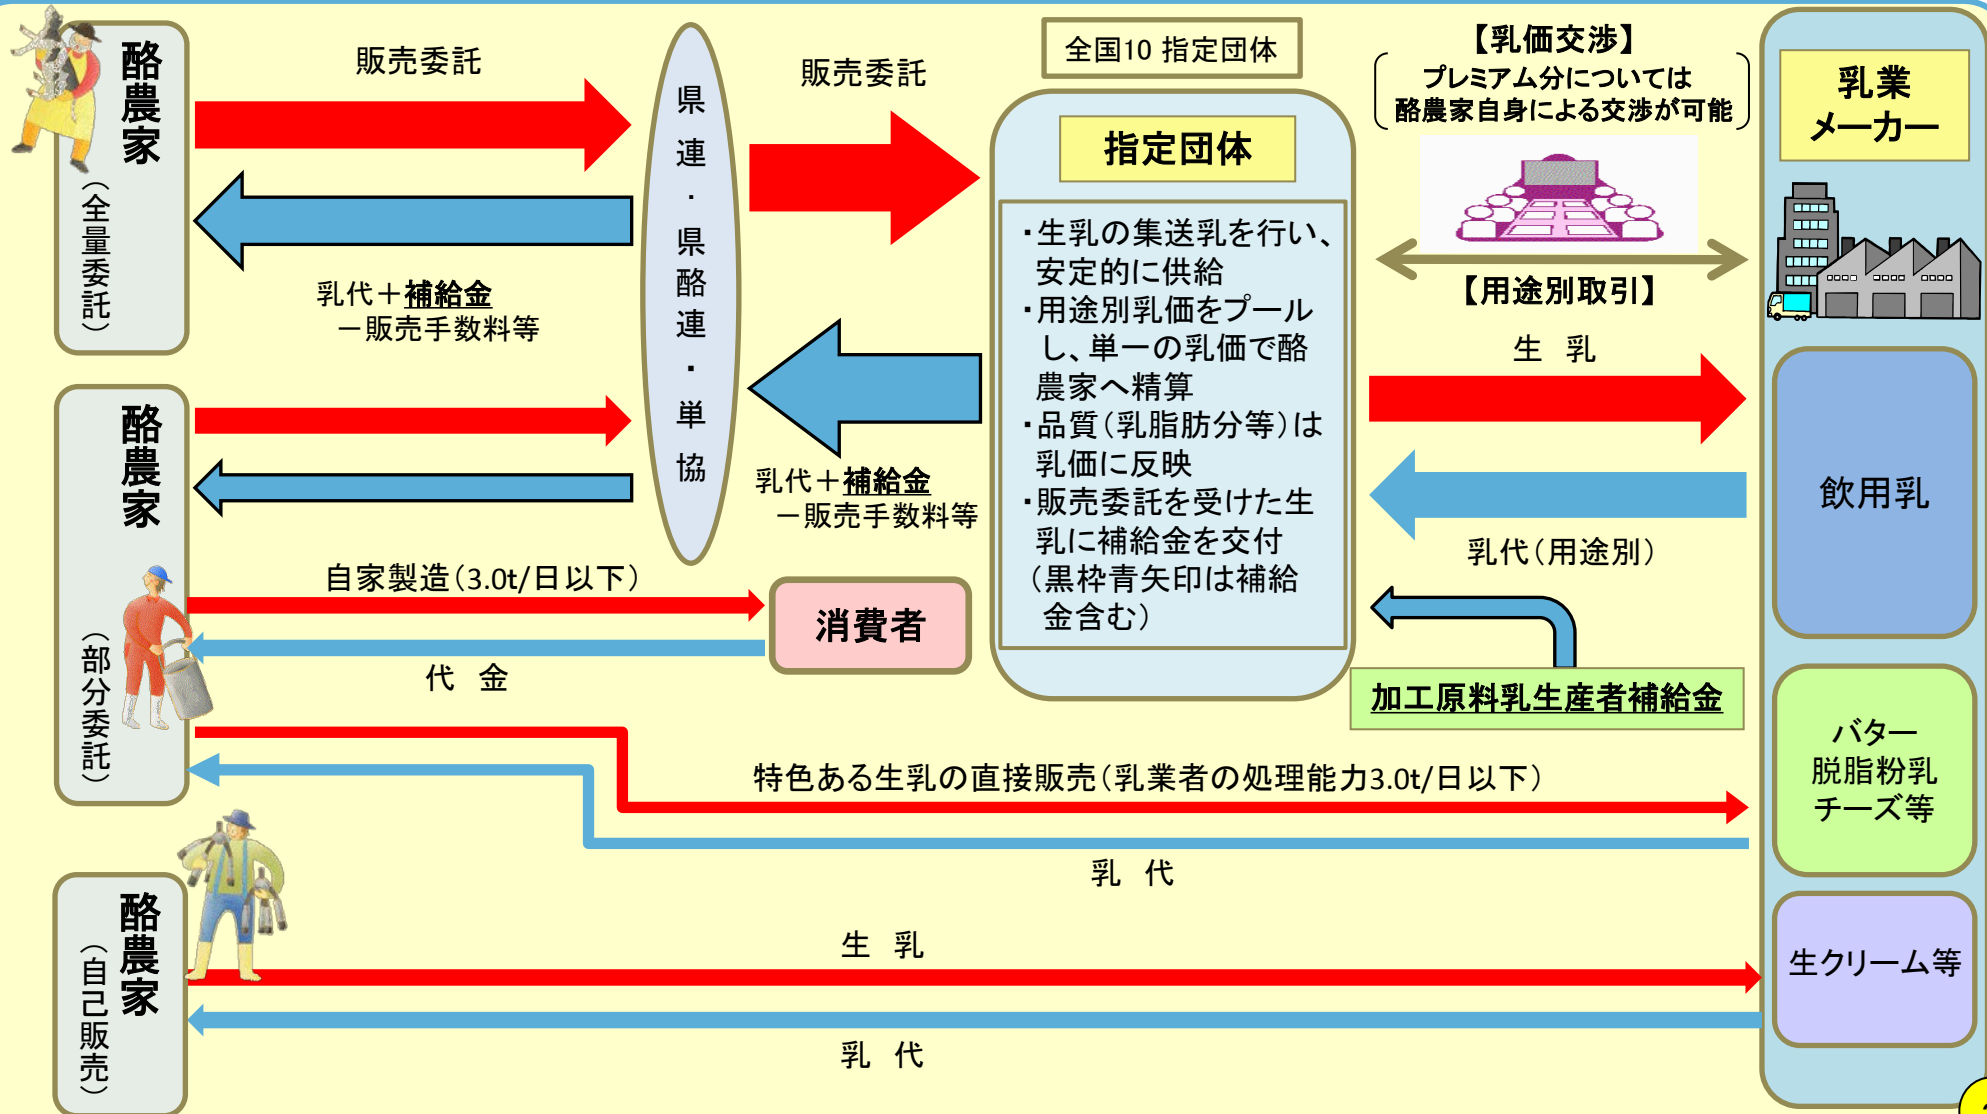 酪農家
（全量委託）
販売委託
乳代＋補給金
－販売手数料等
県連・県酪連・単協
販売委託
乳代＋補給金
－販売手数料等
全国10 指定団体
指定団体
・生乳の集送乳を行い、
安定的に供給
・用途別乳価をプール
し、単一の乳価で酪
農家へ精算
・品質（乳脂肪分等）は
乳価に反映
・販売委託を受けた生
乳に補給金を交付
（黒枠青矢印は補給
金含む）
【乳価交渉】
プレミアム分については
酪農家自身による交渉が可能
【用途別取引】
生 乳
乳代（用途別）
加工原料乳生産者補給金
乳業
メーカー
飲用乳
バター
脱脂粉乳
チーズ等
生クリーム等
酪農家
（部分委託）
自家製造（3.0t/日以下）
代 金
消費者
特色ある生乳の直接販売（乳業者の処理能力3.0t/日以下）
乳 代
酪農家
（自己販売）
生 乳
乳 代